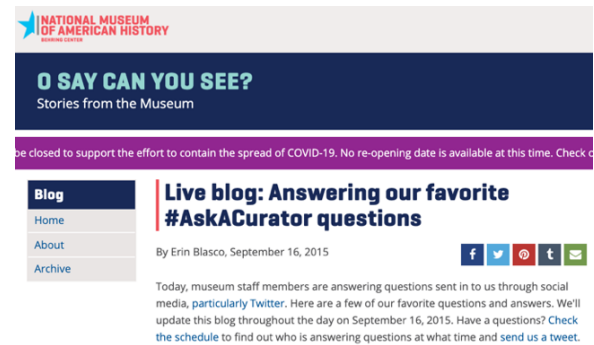 NATIONAL MUSEUM
OF AMERICAN HISTORY
BEHRING CENTER
O SAY CAN YOU SEE?
Stories from the Museum
be closed to support the effort to contain the spread of COVID-19. No re-opening date is available at this time. Check
Blog
Home
About
Archive
Live blog: Answering our favorite
#AskACurator questions
By Erin Blasco, September 16, 2015
Today, museum staff members are answering questions sent in to us through social
media, particularly Twitter. Here are a few of our favorite questions and answers. We'll
update this blog throughout the day on September 16, 2015. Have a questions? Check
the schedule to find out who is answering questions at what time and send us a tweet.